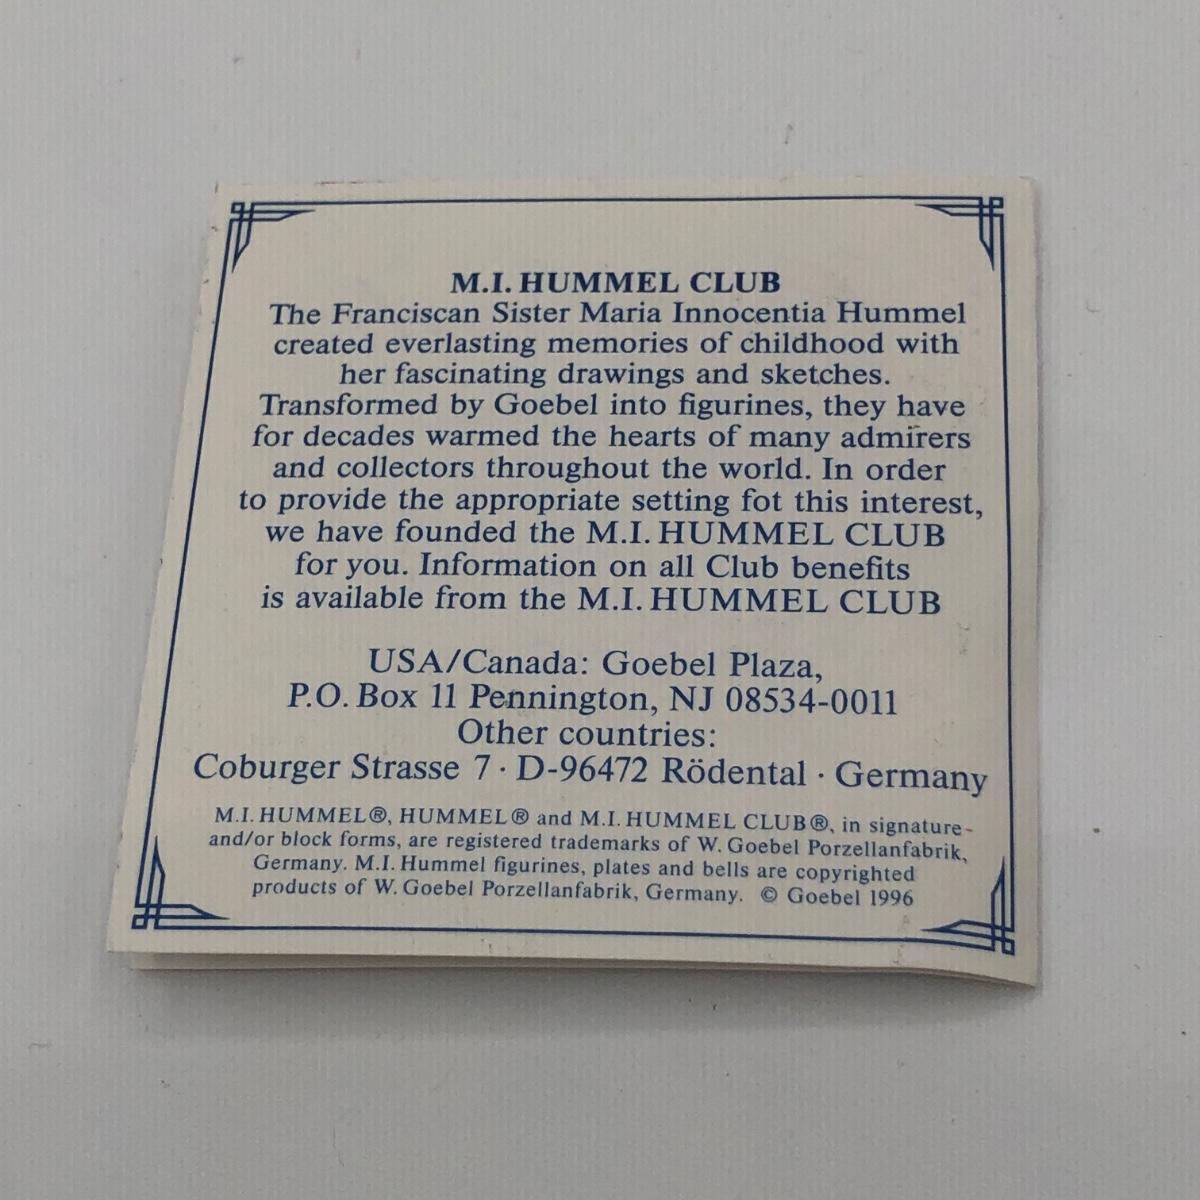 M.I. HUMMEL CLUB
The Franciscan Sister Maria Innocentia Hummel
created everlasting memories of childhood with
her fascinating drawings and sketches.
Transformed by Goebel into figurines, they have
for decades warmed the hearts of many admirers
and collectors throughout the world. In order
to provide the appropriate setting fot this interest,
we have founded the M.I. HUMMEL CLUB
for you. Information on all Club benefits
is available from the M.I. HUMMEL CLUB
USA/Canada: Goebel Plaza,
P.O. Box 11 Pennington, NJ 08534-0011
Other countries:
Coburger Strasse 7 · D-96472 Rödental · Germany
M.I. HUMMEL®, HUMMEL® and M.I. HUMMEL CLUB®, in signature-
and/or block forms, are registered trademarks of W. Goebel Porzellanfabrik,
Germany. M.I. Hummel figurines, plates and bells are copyrighted
products of W. Goebel Porzellanfabrik, Germany. © Goebel 1996